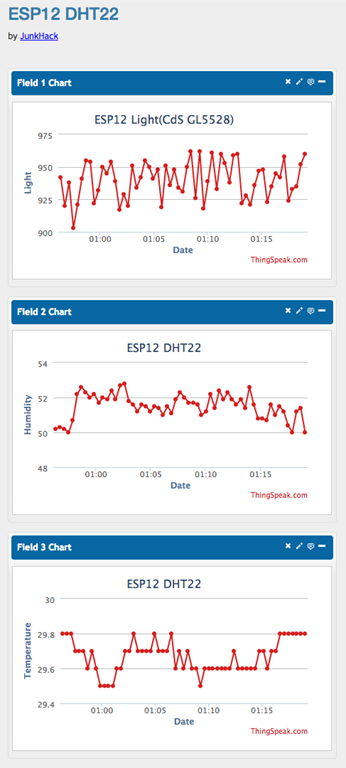 ESP12 DHT22
by JunkHack
Field 1 Chart
ESP12 Light(CdS GL5528)
975
950
925
900
Light
01:00 01:05 01:10 01:15
Date
ThingSpeak.com
Field 2 Chart
ESP12 DHT22
54
52
50
48
Humidity
01:00 01:05 01:10 01:15
Date
ThingSpeak.com
Field 3 Chart
ESP12 DHT22
30
29.8
29.6
29.4
Temperature
01:00 01:05 01:10 01:15
Date
ThingSpeak.com